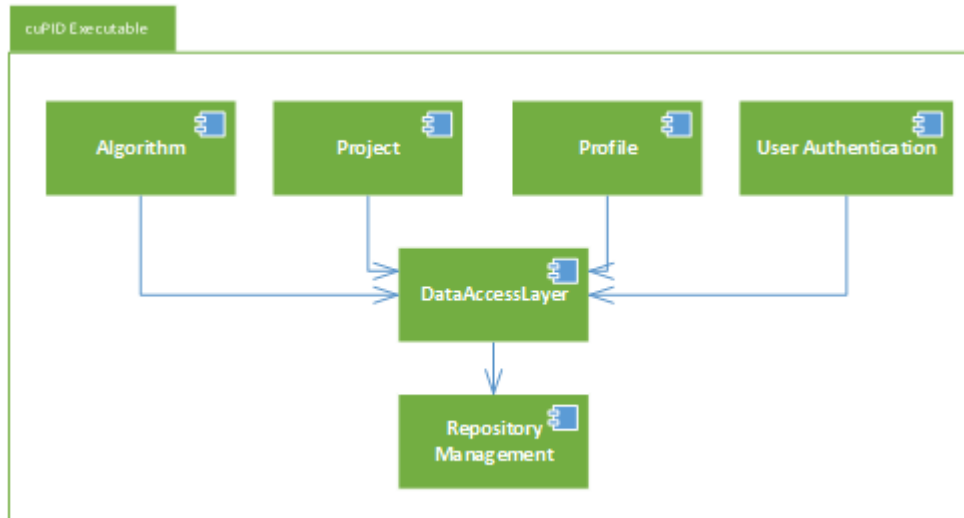 cuPID Executable
Algorithm
Project
Profile
User Authentication
DataAccessLayer
Repository
Management